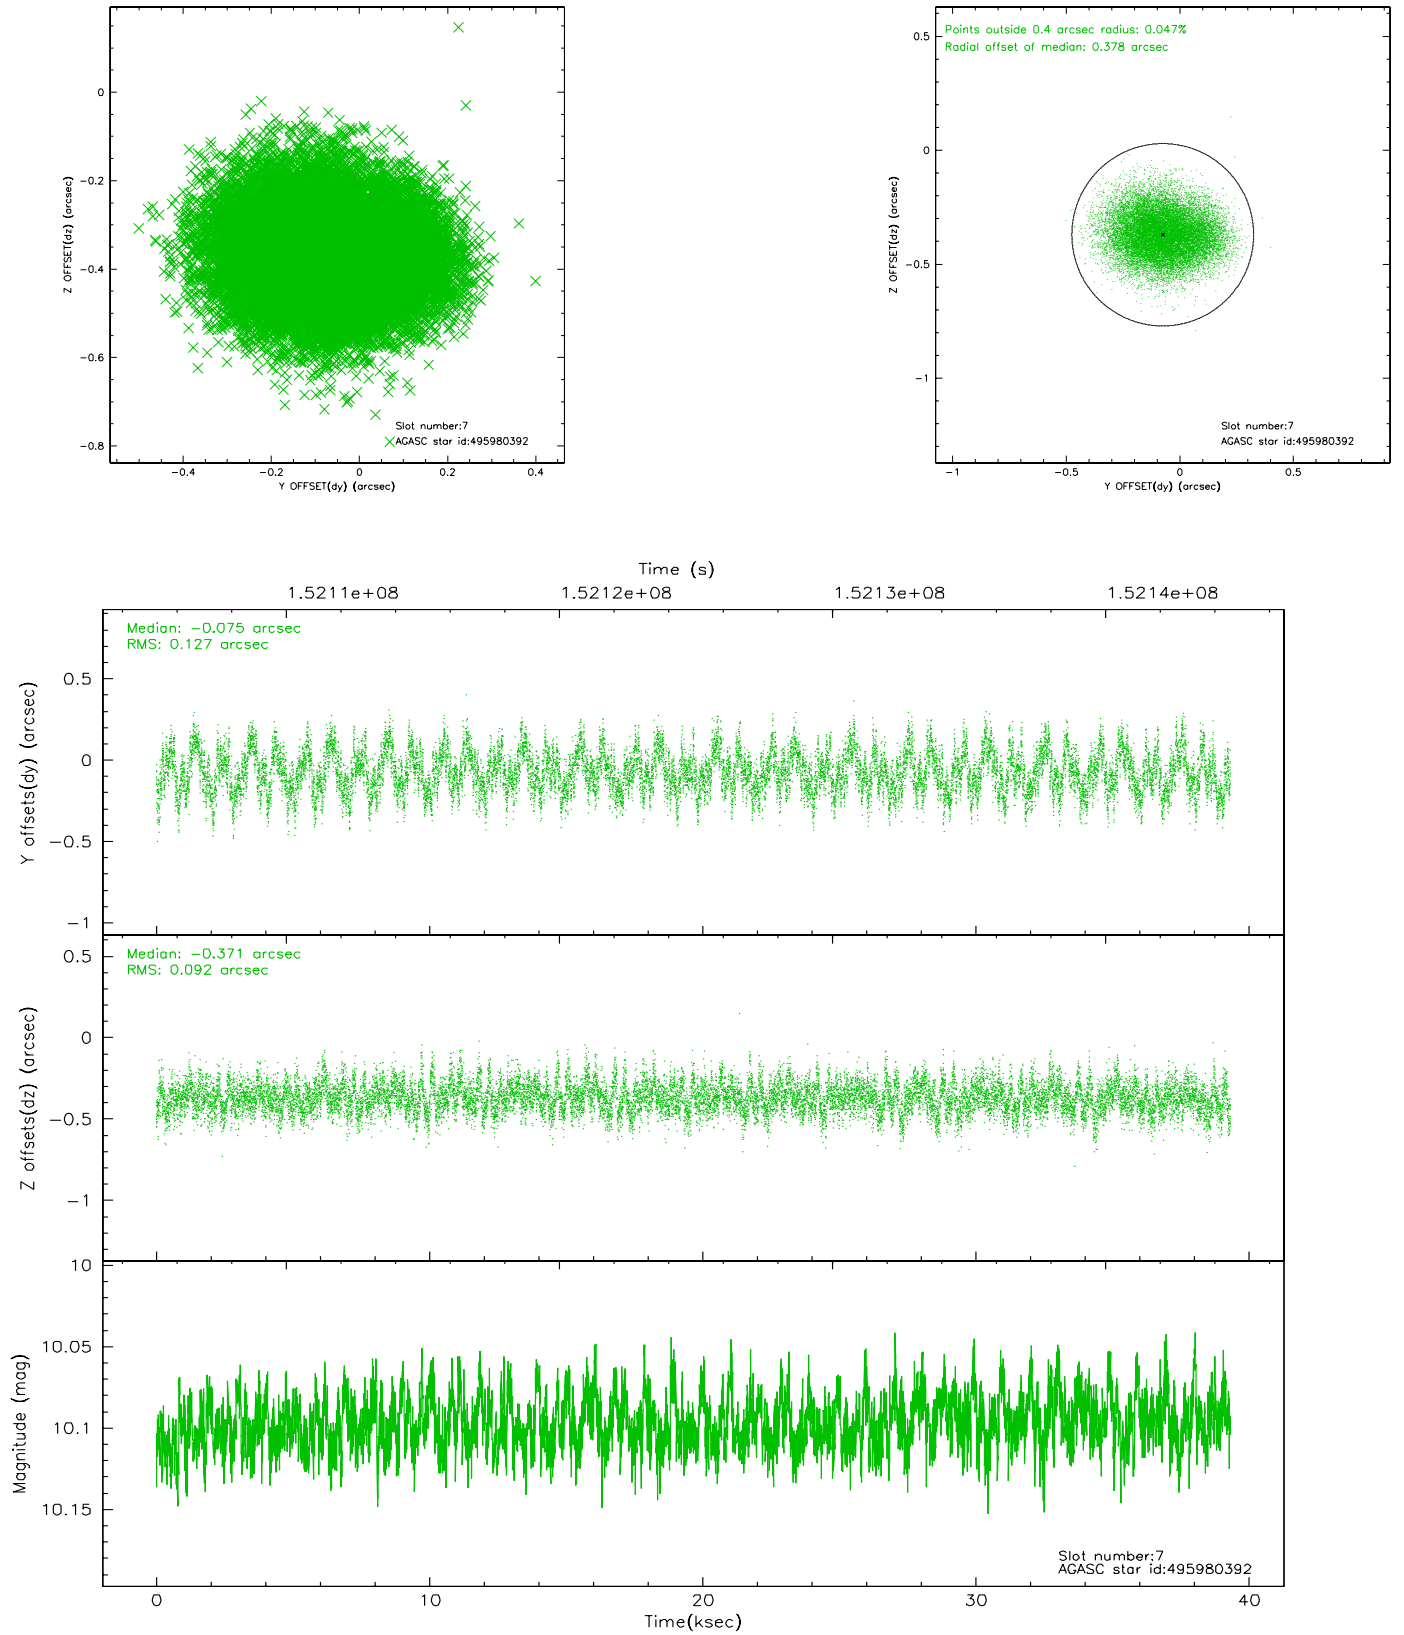 0
−0.2
−0.4
−0.6
−0.8
Z OFFSET(dz) (arcsec)
−0.4
−0.2
0
0.2
0.4
Y OFFSET(dy) (arcsec)
Slot number:7
AGASC star id:495980392
Points outside 0.4 arcsec radius: 0.047%
Radial offset of median: 0.378 arcsec
0.5
0
−0.5
−1
Z OFFSET(dz) (arcsec)
−1
−0.5
0
0.5
Y OFFSET(dy) (arcsec)
Slot number:7
AGASC star id:495980392
Time (s)
1.5211e+08
1.5212e+08
1.5213e+08
1.5214e+08
Median: −0.075 arcsec
RMS: 0.127 arcsec
0.5
0
−0.5
−1
Y offsets(dy) (arcsec)
Median: −0.371 arcsec
RMS: 0.092 arcsec
0.5
0
−0.5
−1
Z offsets(dz) (arcsec)
10
10.05
10.1
10.15
Magnitude (mag)
Slot number:7
AGASC star id:495980392
0
10
20
30
40
Time(ksec)